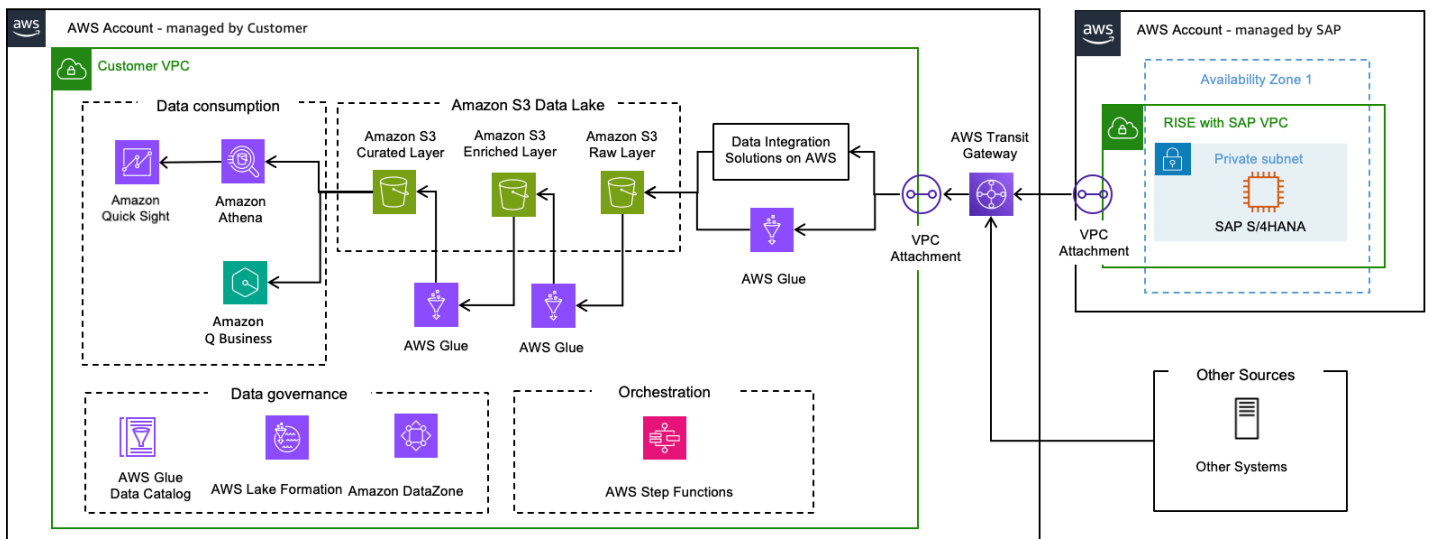 aws
AWS Account - managed by Customer
Customer VPC
Data consumption
Amazon
Quick Sight
Amazon
Athena
Amazon
Q Business
Amazon S3 Data Lake
Amazon S3
Curated Layer
Amazon S3
Enriched Layer
Amazon S3
Raw Layer
AWS Glue
AWS Glue
Data Integration
Solutions on AWS
AWS Glue
VPC
Attachment
AWS Transit
Gateway
Data governance
AWS Glue
Data Catalog
AWS Lake Formation
Amazon DataZone
Orchestration
AWS Step Functions
aws
AWS Account - managed by SAP
Availability Zone 1
RISE with SAP VPC
Private subnet
SAP S/4HANA
VPC
Attachment
Other Sources
Other Systems